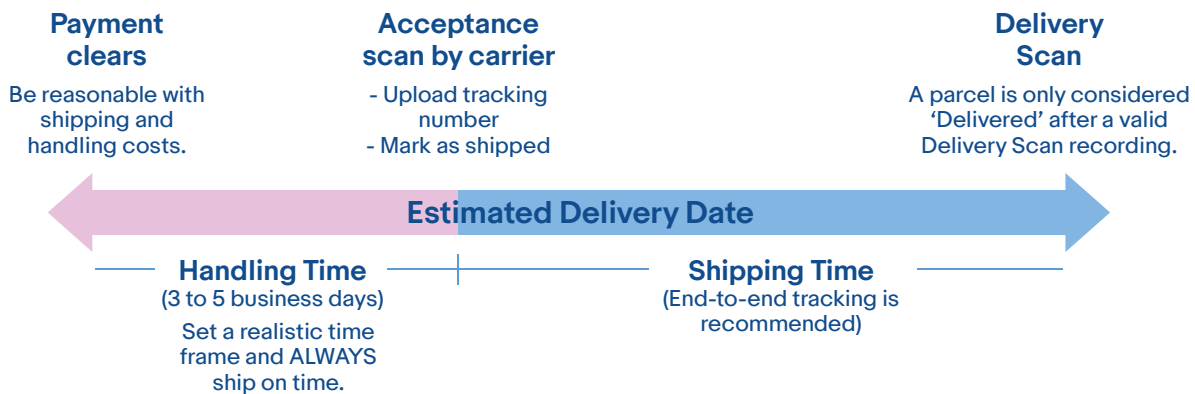 Payment
clears
Be reasonable with
shipping and
handling costs.
Acceptance
scan by carrier
- Upload tracking
number
- Mark as shipped
Delivery
Scan
A parcel is only considered
‘Delivered’ after a valid
Delivery Scan recording.
Estimated Delivery Date
Handling Time
(3 to 5 business days)
Set a realistic time
frame and ALWAYS
ship on time.
Shipping Time
(End-to-end tracking is
recommended)